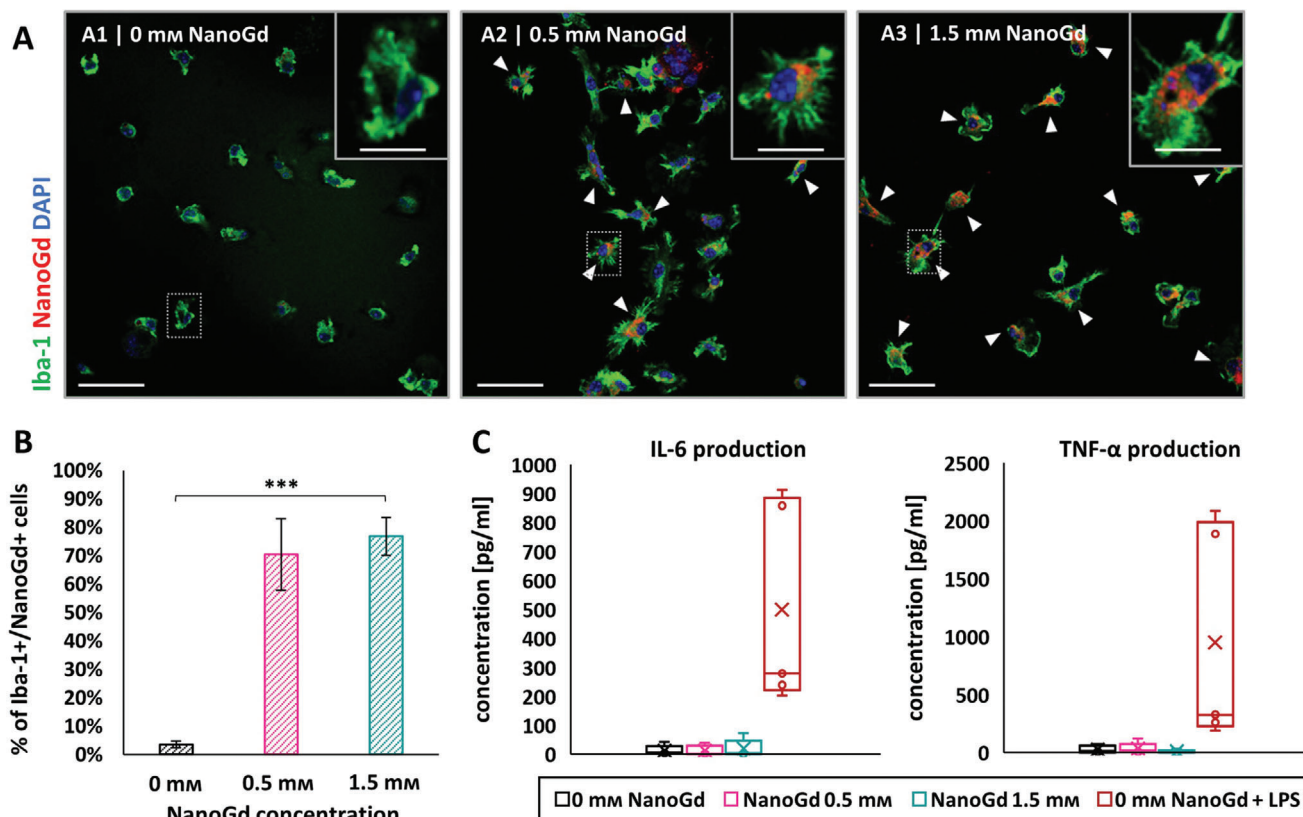 A
A1 | 0 mм NanoGd
A2 | 0.5 mм NanoGd
A3 | 1.5 mм NanoGd
Iba-1 NanoGd DAPI
B
% of Iba-1+/NanoGd+ cells
100%
90%
80%
70%
60%
50%
40%
30%
20%
10%
0%
***
0 mм
0.5 mм
1.5 mм
NanoGd concentration
C
IL-6 production
concentration [pg/ml]
1000
900
800
700
600
500
400
300
200
100
0
TNF-α production
concentration [pg/ml]
2500
2000
1500
1000
500
0
0 mм NanoGd
NanoGd 0.5 mм
NanoGd 1.5 mм
0 mм NanoGd + LPS